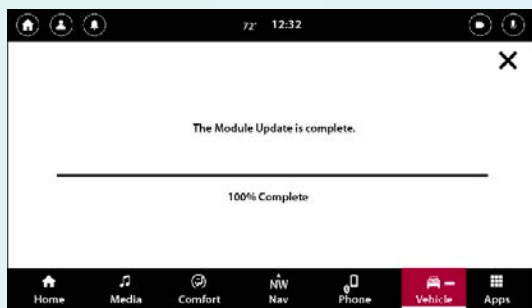 72° 12:32
The Module Update is complete.
100% Complete
NW
Home Media Comfort Nav Phone Vehicle Apps